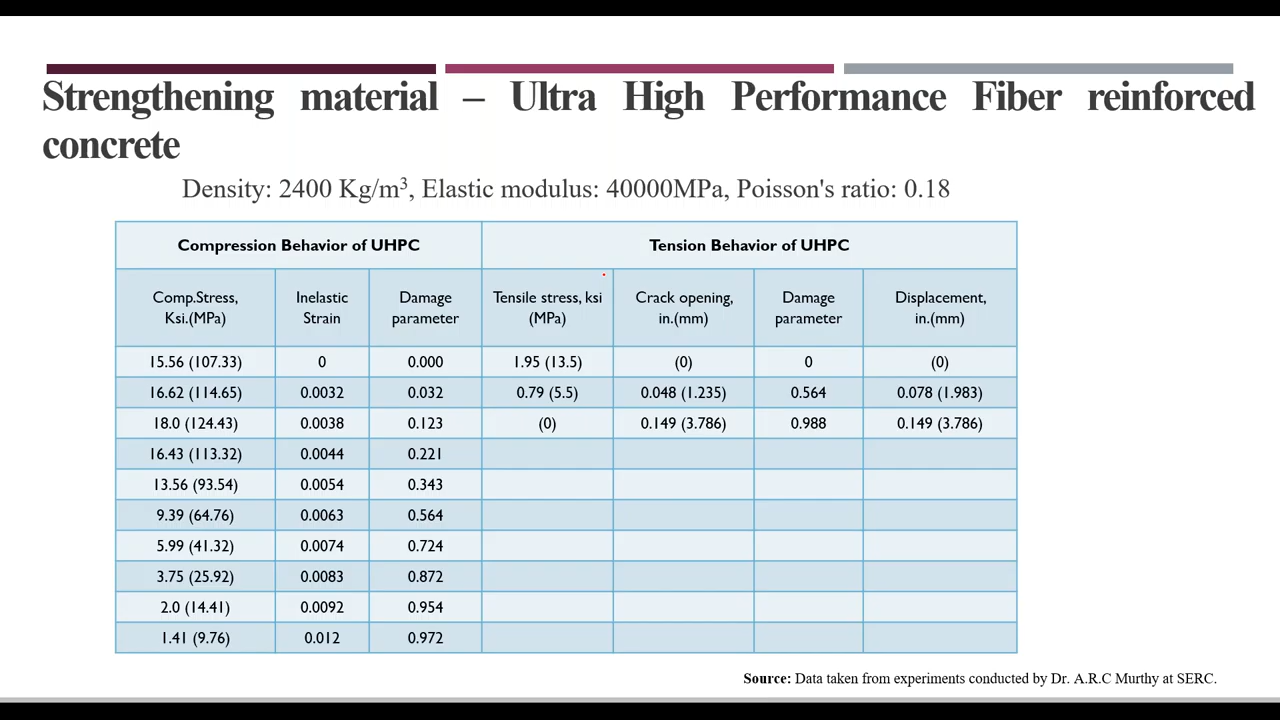 Strengthening material – Ultra High Performance Fiber reinforced
concrete
Density: 2400 Kg/m³, Elastic modulus: 40000MPa, Poisson's ratio: 0.18
Compression Behavior of UHPC Tension Behavior of UHPC
Comp.Stress, Ksi.(MPa) Inelastic Strain Damage parameter Tensile stress, ksi (MPa) Crack opening, in.(mm) Damage parameter Displacement, in.(mm)
15.56 (107.33) 0 0.000 1.95 (13.5) (0) 0 (0)
16.62 (114.65) 0.0032 0.032 0.79 (5.5) 0.048 (1.235) 0.564 0.078 (1.983)
18.0 (124.43) 0.0038 0.123 (0) 0.149 (3.786) 0.988 0.149 (3.786)
16.43 (113.32) 0.0044 0.221
13.56 (93.54) 0.0054 0.343
9.39 (64.76) 0.0063 0.564
5.99 (41.32) 0.0074 0.724
3.75 (25.92) 0.0083 0.872
2.0 (14.41) 0.0092 0.954
1.41 (9.76) 0.012 0.972
Source: Data taken from experiments conducted by Dr. A.R.C Murthy at SERC.